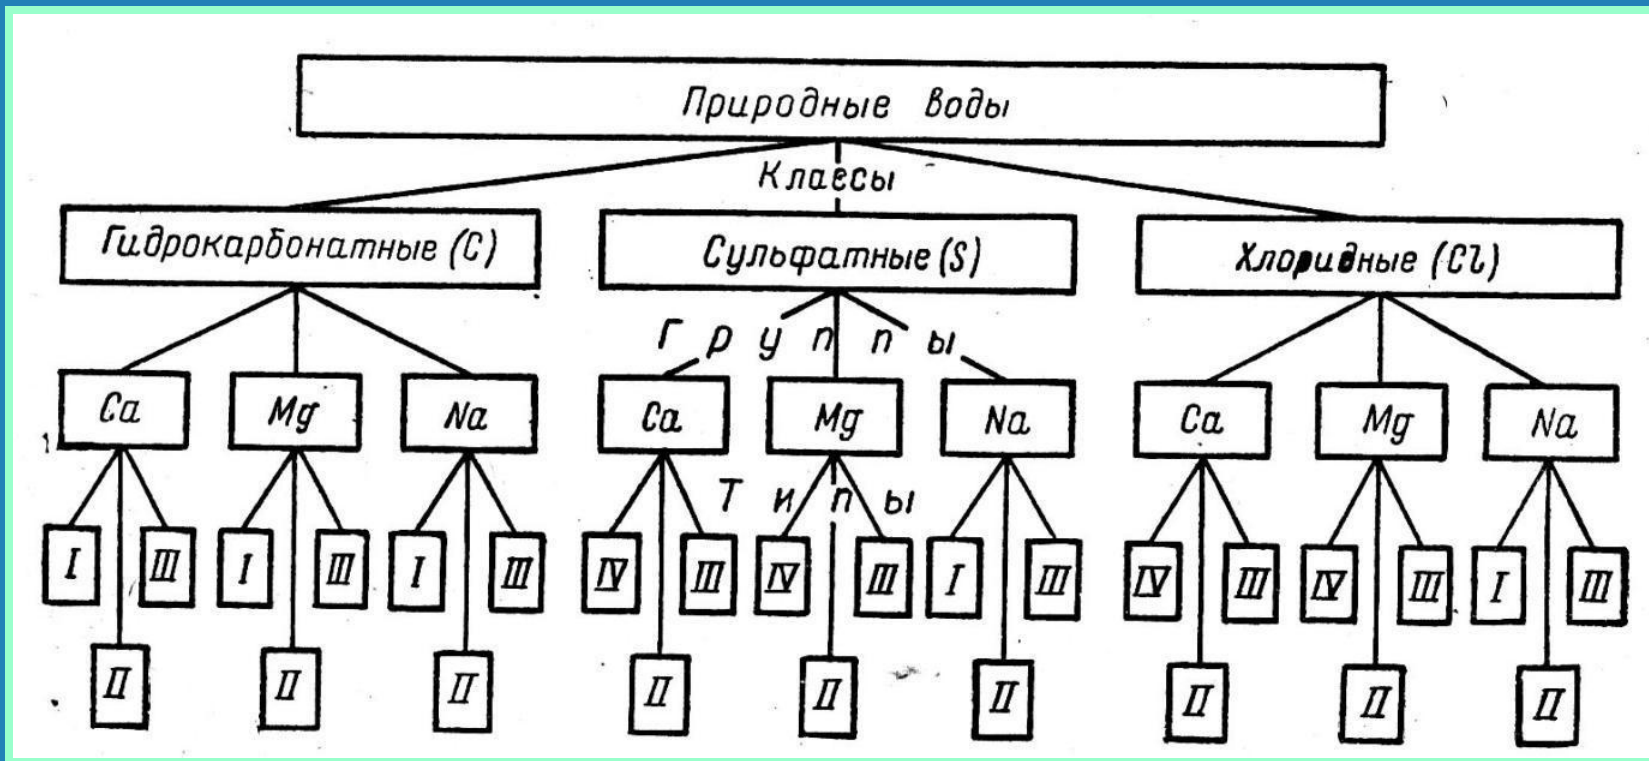 Природные воды
Классы
Гидрокарбонатные (C) Сульфатные (S) Хлоридные (Cl)
Группы
Ca Mg Na Ca Mg Na Ca Mg Na
Типы
I III I III I III IV III IV III I III IV III IV III I III
II II II II II II II II II